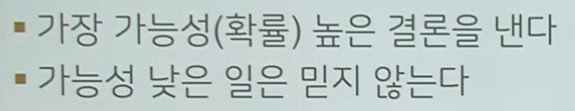 ▪ 가장 가능성(확률) 높은 결론을 낸다
▪ 가능성 낮은 일은 믿지 않는다